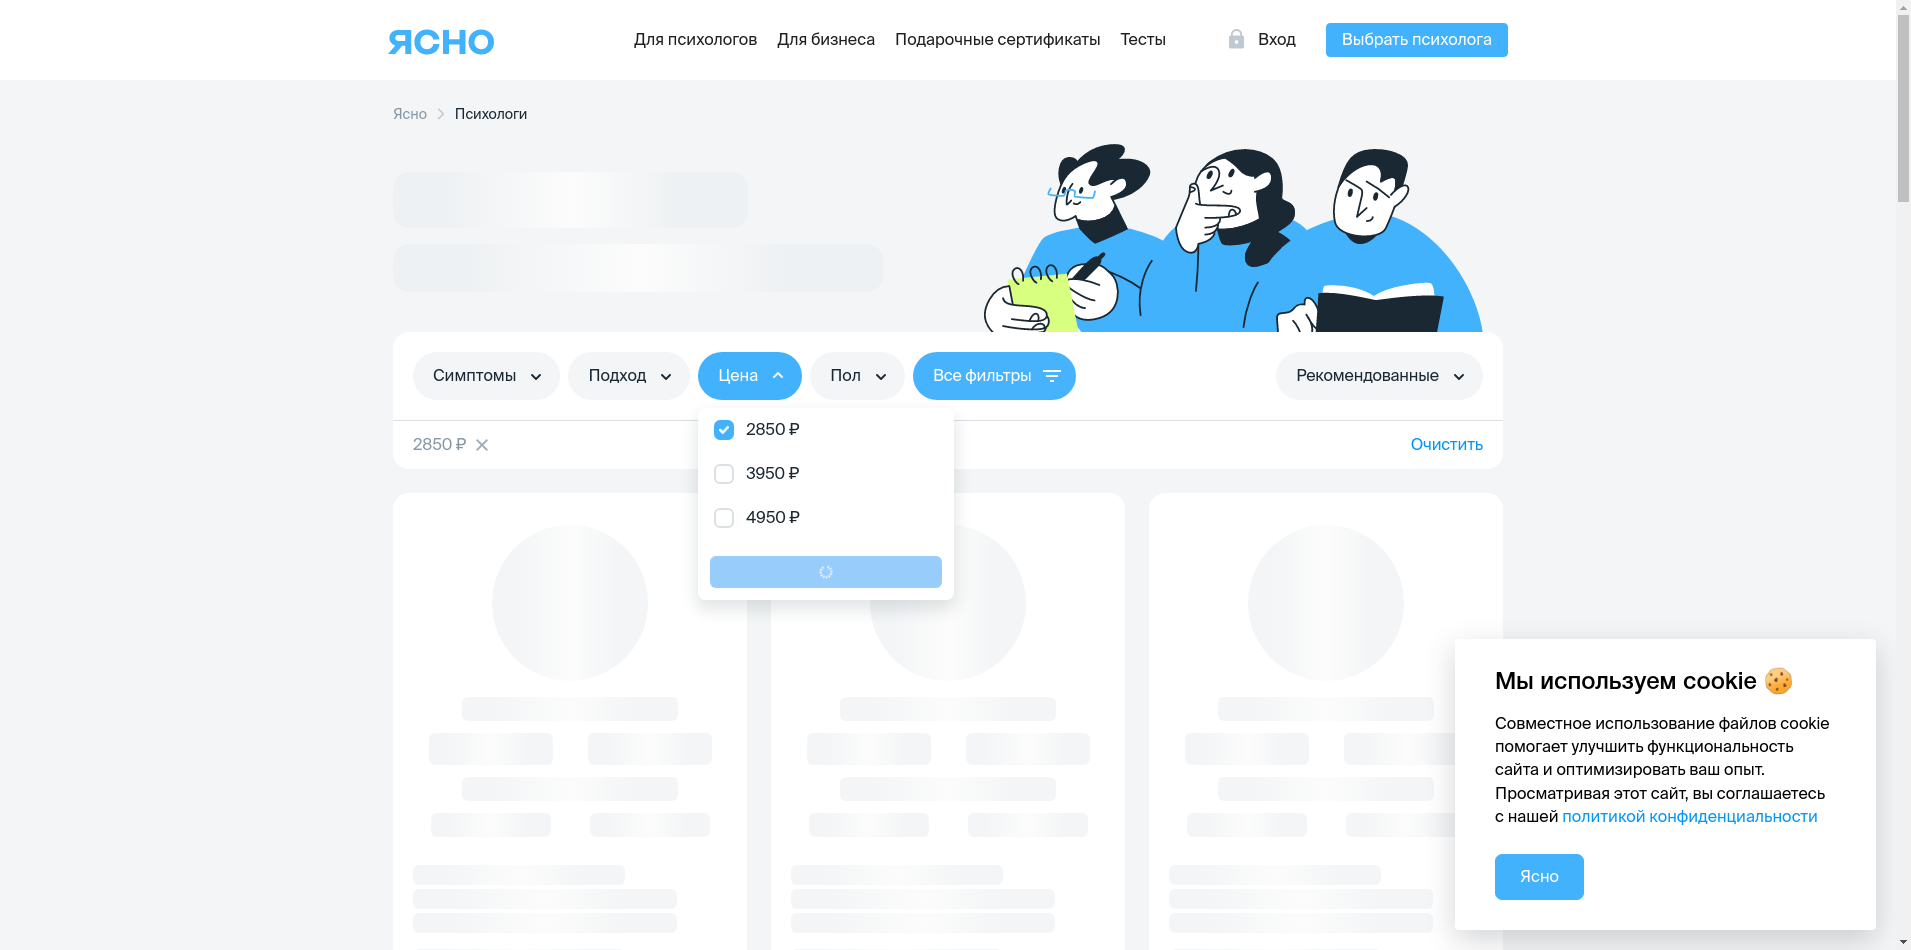 ЯСНО
Для психологов
Для бизнеса
Подарочные сертификаты
Тесты
Вход
Выбрать психолога
Ясно
Психологи
Симптомы
Подход
Цена
Пол
Все фильтры
Рекомендованные
2850 ₽
Очистить
2850 ₽
3950 ₽
4950 ₽
Мы используем cookie 🍪
Совместное использование файлов cookie
помогает улучшить функциональность
сайта и оптимизировать ваш опыт.
Просматривая этот сайт, вы соглашаетесь
с нашей политикой конфиденциальности
Ясно